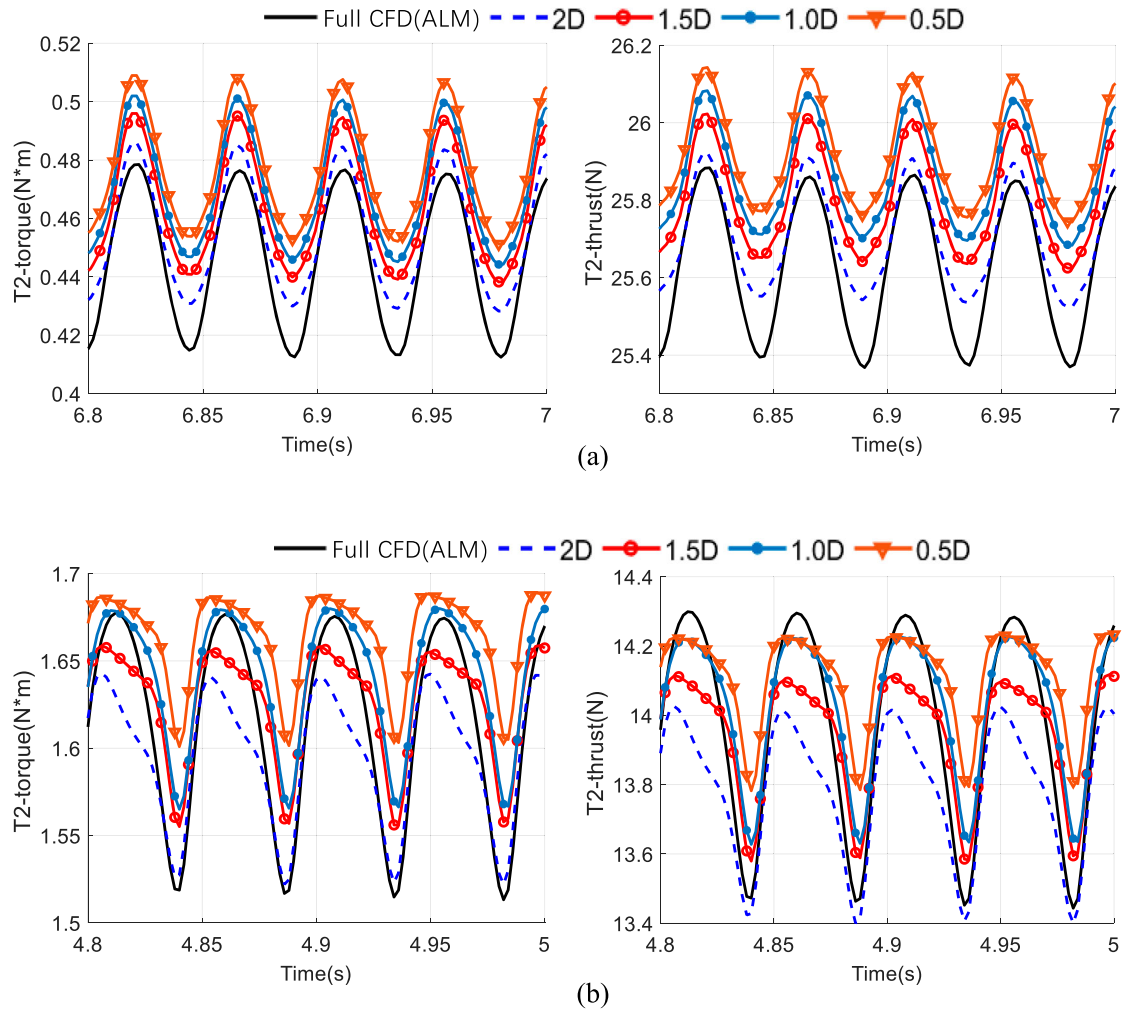 Full CFD(ALM) 2D 1.5D 1.0D 0.5D
T2-torque(N*m)
0.52
0.5
0.48
0.46
0.44
0.42
0.4
6.8 6.85 6.9 6.95 7
Time(s)
T2-thrust(N)
26.2
26
25.8
25.6
25.4
6.8 6.85 6.9 6.95 7
Time(s)
(a)
Full CFD(ALM) 2D 1.5D 1.0D 0.5D
T2-torque(N*m)
1.7
1.65
1.6
1.55
1.5
4.8 4.85 4.9 4.95 5
Time(s)
T2-thrust(N)
14.4
14.2
14
13.8
13.6
13.4
4.8 4.85 4.9 4.95 5
Time(s)
(b)